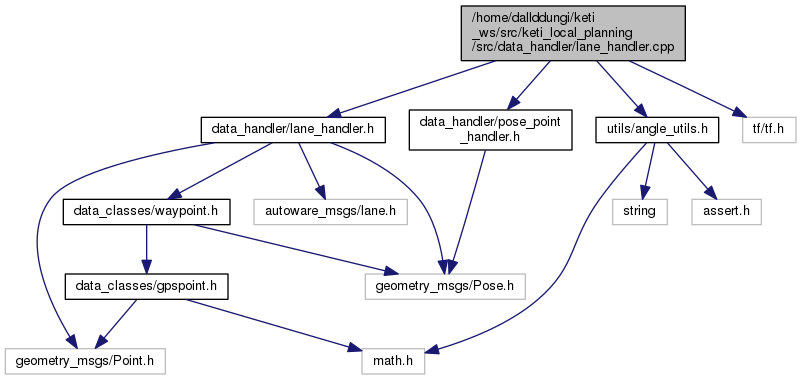 /home/dallddungi/keti
_ws/src/keti_local_planning
/src/data_handler/lane_handler.cpp
data_handler/lane_handler.h
data_handler/pose_point
_handler.h
utils/angle_utils.h
tf/tf.h
data_classes/waypoint.h
autoware_msgs/lane.h
string
assert.h
data_classes/gpspoint.h
geometry_msgs/Pose.h
geometry_msgs/Point.h
math.h